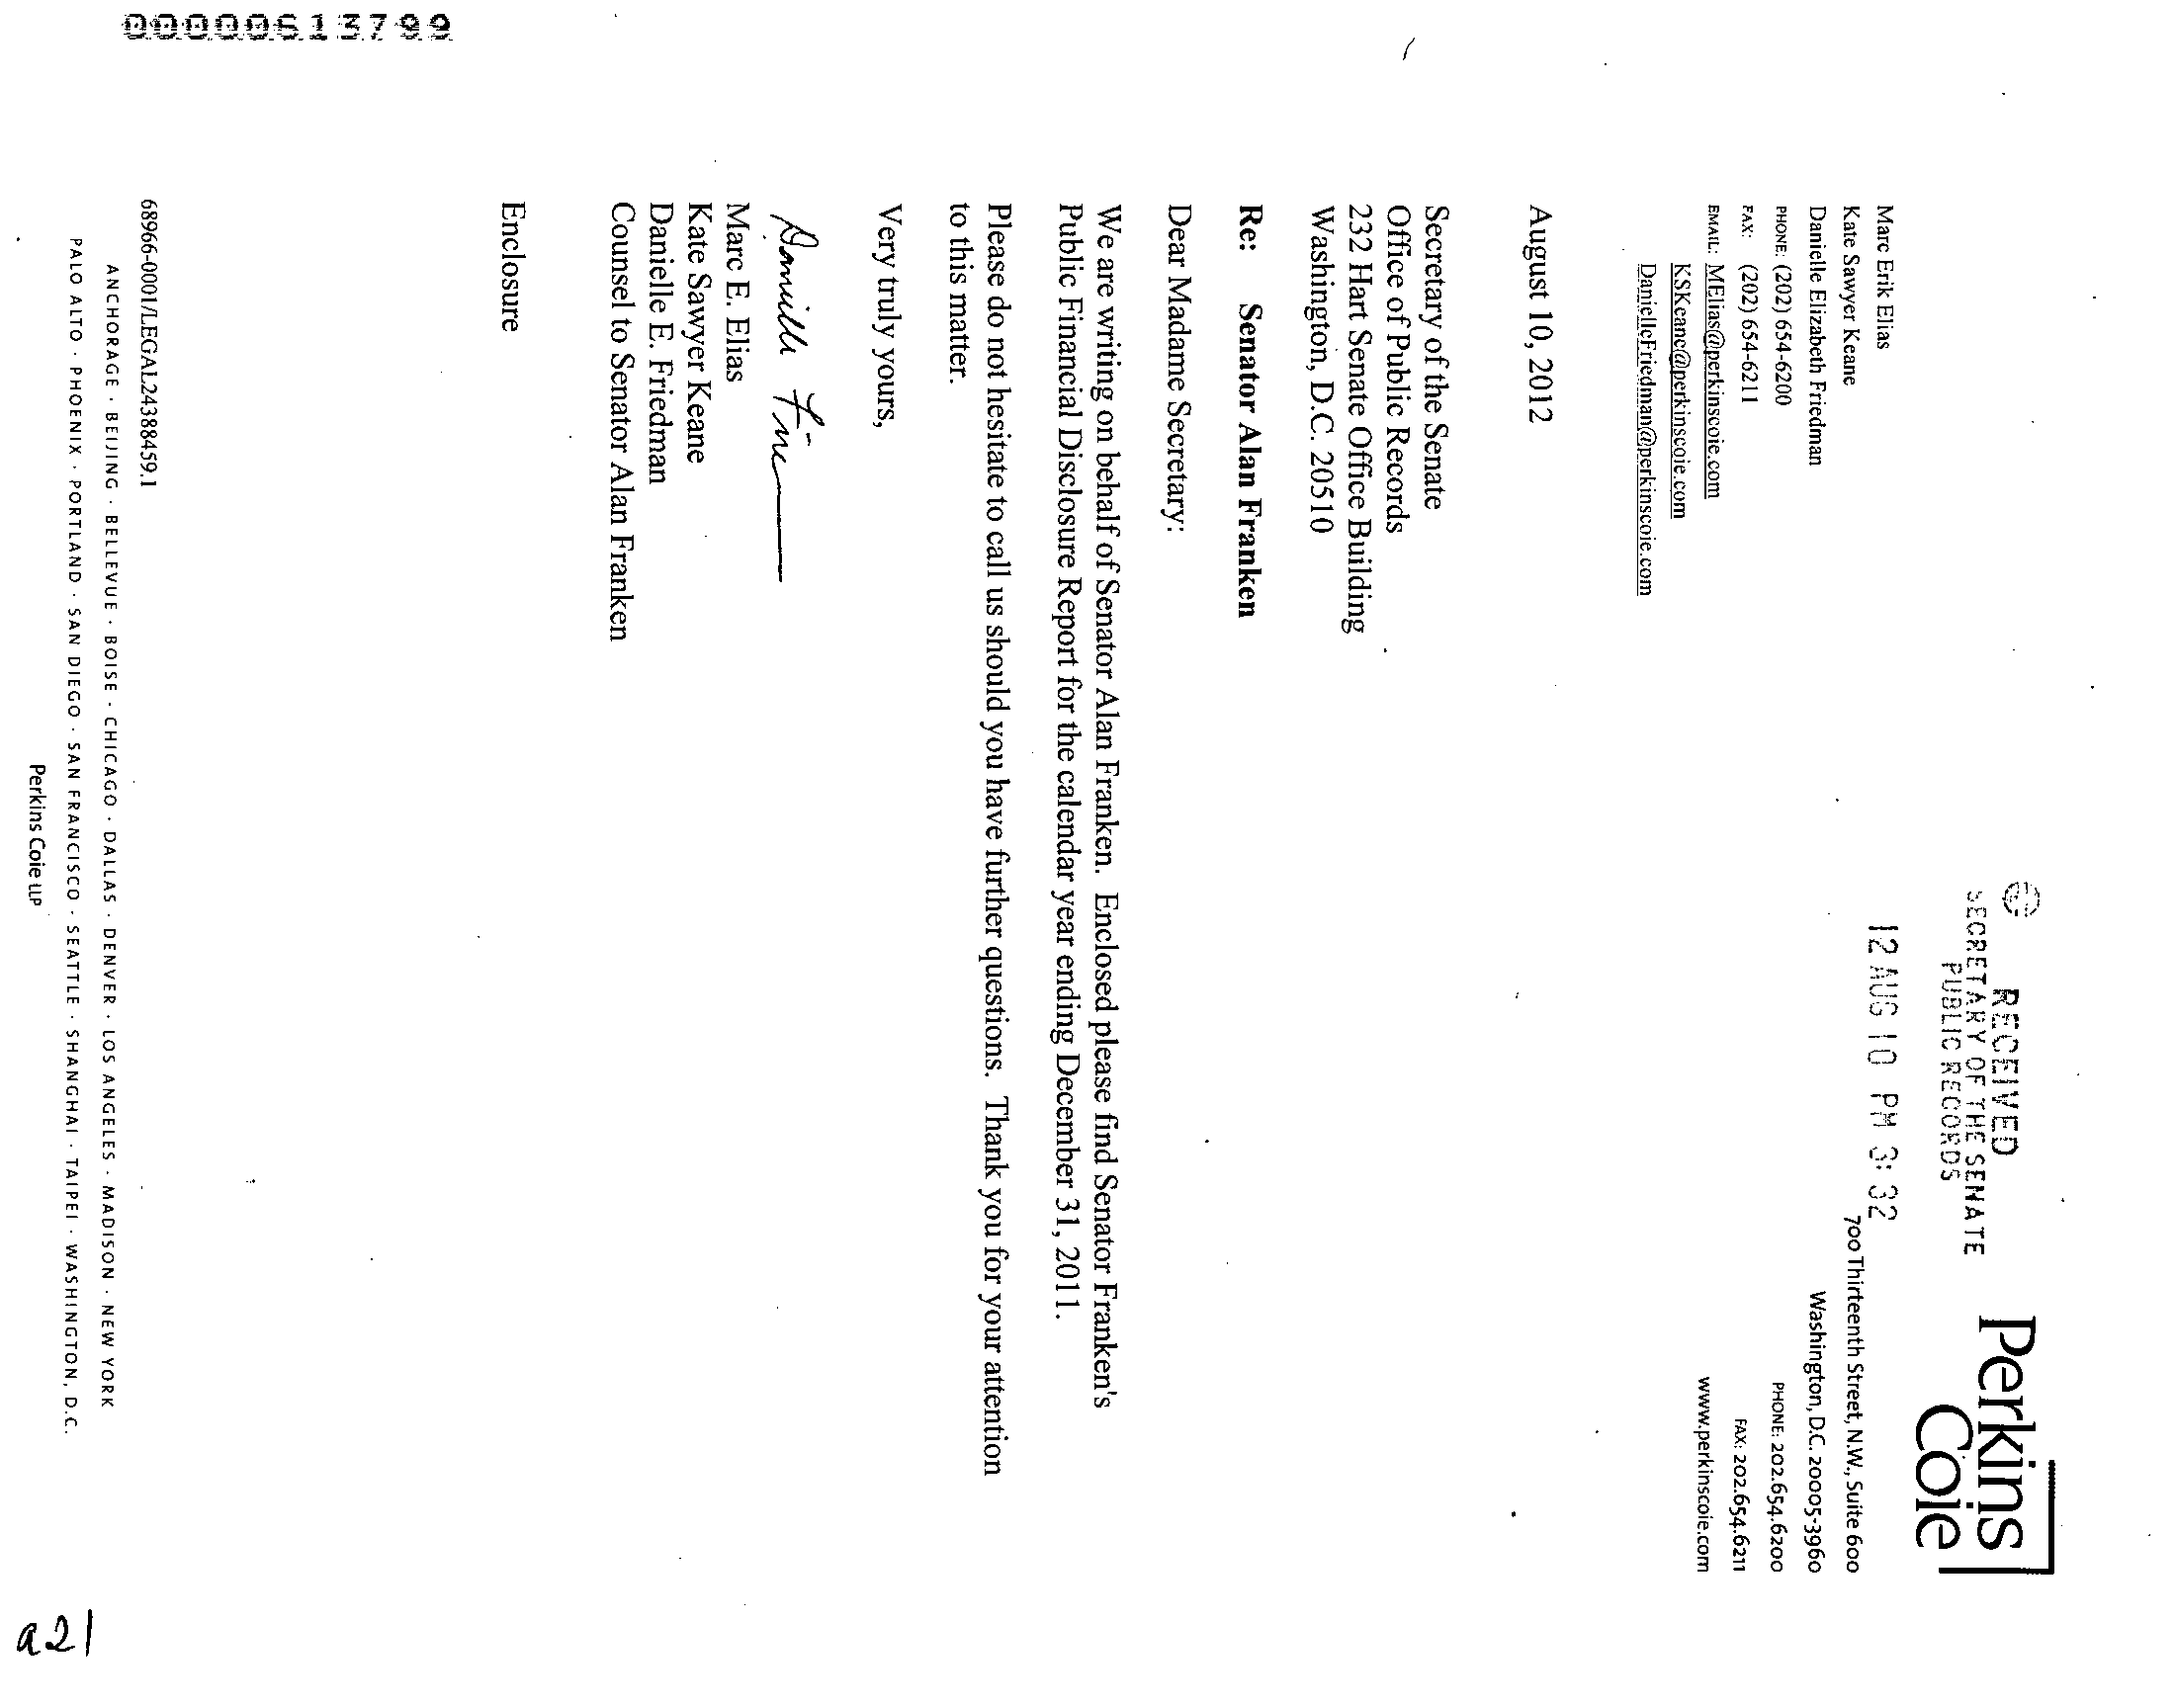 00000613799
RECEIVED
SECRETARY OF THE SENATE
PUBLIC RECORDS
12 AUG 10 PM 3:32
Perkins
Coie
Marc Erik Elias
Kate Sawyer Keane
Danielle Elizabeth Friedman
PHONE: (202) 654-6200
FAX: (202) 654-6211
EMAIL: MElias@perkinscoie.com
KSKeane@perkinscoie.com
DanielleFriedman@perkinscoie.com
700 Thirteenth Street, N.W., Suite 600
Washington, D.C. 20005-3960
PHONE: 202.654.6200
FAX: 202.654.6211
www.perkinscoie.com
August 10, 2012
Secretary of the Senate
Office of Public Records
232 Hart Senate Office Building
Washington, D.C. 20510
Re: Senator Alan Franken
Dear Madame Secretary:
We are writing on behalf of Senator Alan Franken. Enclosed please find Senator Franken's
Public Financial Disclosure Report for the calendar year ending December 31, 2011.
Please do not hesitate to call us should you have further questions. Thank you for your attention
to this matter.
Very truly yours,
Danielle
Marc E. Elias
Kate Sawyer Keane
Danielle E. Friedman
Counsel to Senator Alan Franken
Enclosure
68966-0001/LEGAL24388459.1
ANCHORAGE · BEIJING · BELLEVUE · BOISE · CHICAGO · DALLAS · DENVER · LOS ANGELES · MADISON · NEW YORK
PALO ALTO · PHOENIX · PORTLAND · SAN DIEGO · SAN FRANCISCO · SEATTLE · SHANGHAI · TAIPEI · WASHINGTON, D.C.
Perkins Coie LLP
a21